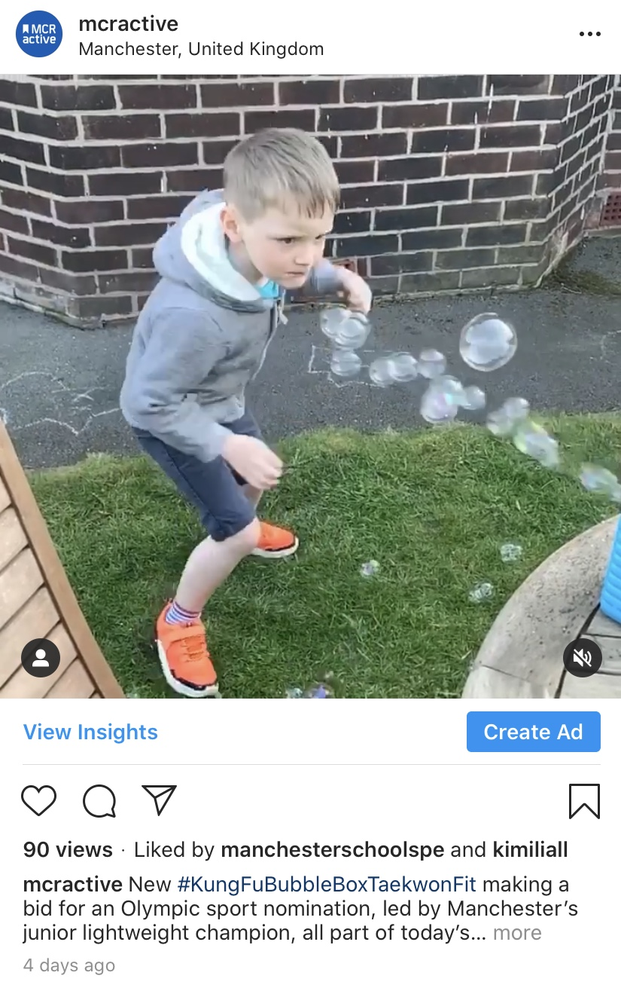 MCR
active
mcractive
Manchester, United Kingdom
View Insights
Create Ad
90 views · Liked by manchesterschoolspe and kimiliall
mcractive New #KungFuBubbleBoxTaekwonFit making a
bid for an Olympic sport nomination, led by Manchester's
junior lightweight champion, all part of today's... more
4 days ago